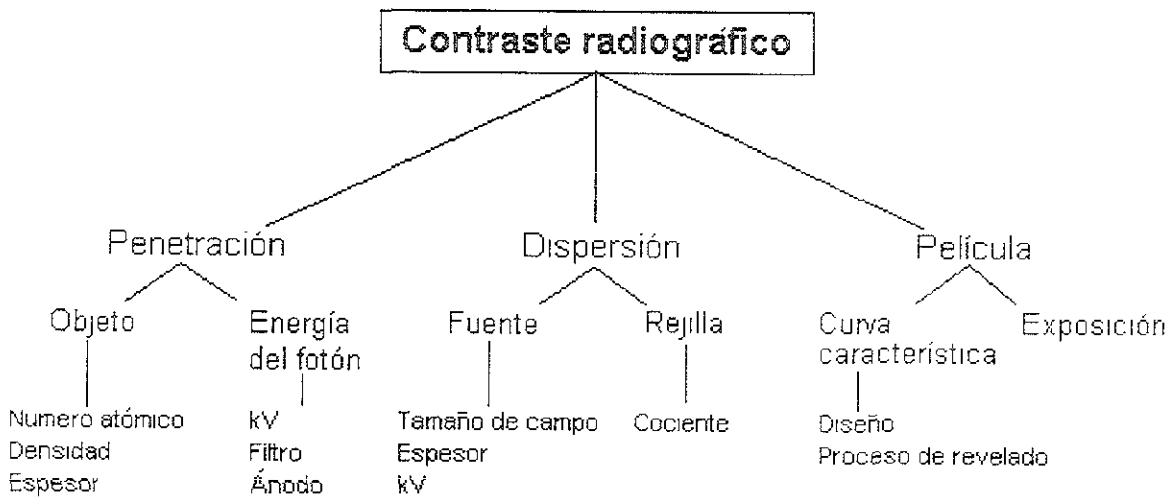 Contraste radiográfico
Penetración
Dispersión
Película
Objeto
Energía
del fotón
Fuente
Rejilla
Curva
característica
Exposición
Numero atómico
Densidad
Espesor
kV
Filtro
Ánodo
Tamaño de campo
Espesor
kV
Cociente
Diseño
Proceso de revelado